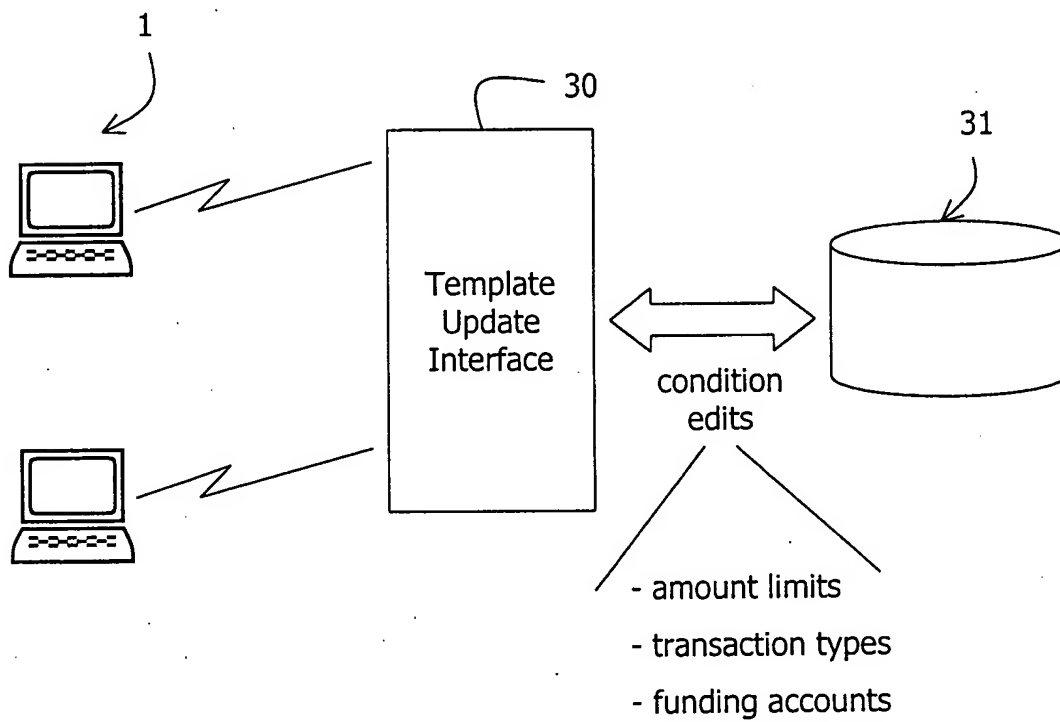 1
30
31
Template
Update
Interface
condition
edits
- amount limits
- transaction types
- funding accounts